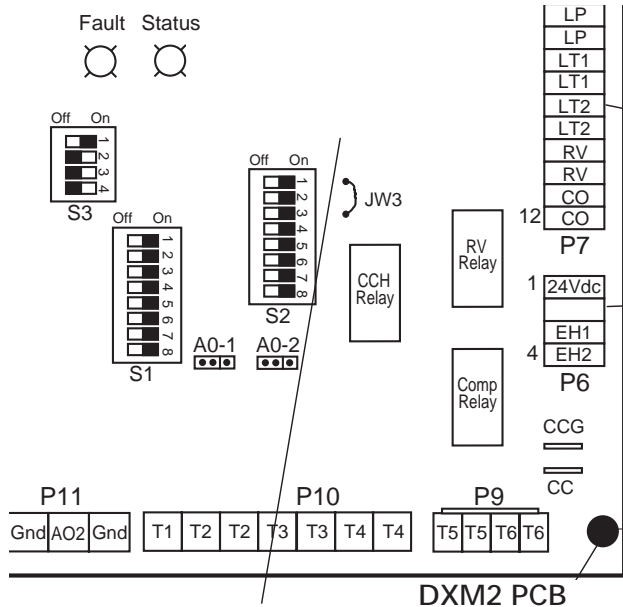 Fault Status
LP
LP
LT1
LT1
LT2
LT2
RV
RV
CO
12 CO
P7
Off On
1
2
3
4
S3
Off On
1
2
3
4
5
6
7
8
S2
JW3
Off On
1
2
3
4
5
6
7
8
S1
CCH
Relay
RV
Relay
A0-1 A0-2
1 24Vdc
EH1
4 EH2
P6
Comp
Relay
CCG
CC
P11 P10 P9
Gnd AO2 Gnd T1 T2 T2 T3 T3 T4 T4 T5 T5 T6 T6
DXM2 PCB